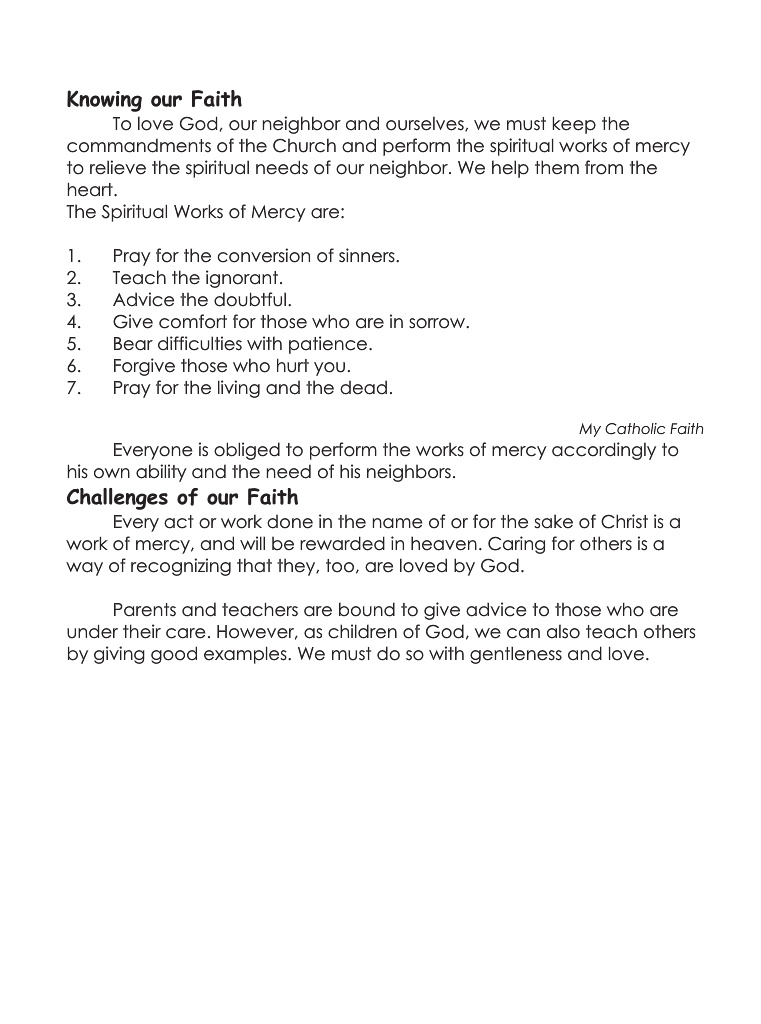 Knowing our Faith
To love God, our neighbor and ourselves, we must keep the
commandments of the Church and perform the spiritual works of mercy
to relieve the spiritual needs of our neighbor. We help them from the
heart.
The Spiritual Works of Mercy are:
1. Pray for the conversion of sinners.
2. Teach the ignorant.
3. Advice the doubtful.
4. Give comfort for those who are in sorrow.
5. Bear difficulties with patience.
6. Forgive those who hurt you.
7. Pray for the living and the dead.
My Catholic Faith
Everyone is obliged to perform the works of mercy accordingly to
his own ability and the need of his neighbors.
Challenges of our Faith
Every act or work done in the name of or for the sake of Christ is a
work of mercy, and will be rewarded in heaven. Caring for others is a
way of recognizing that they, too, are loved by God.
Parents and teachers are bound to give advice to those who are
under their care. However, as children of God, we can also teach others
by giving good examples. We must do so with gentleness and love.